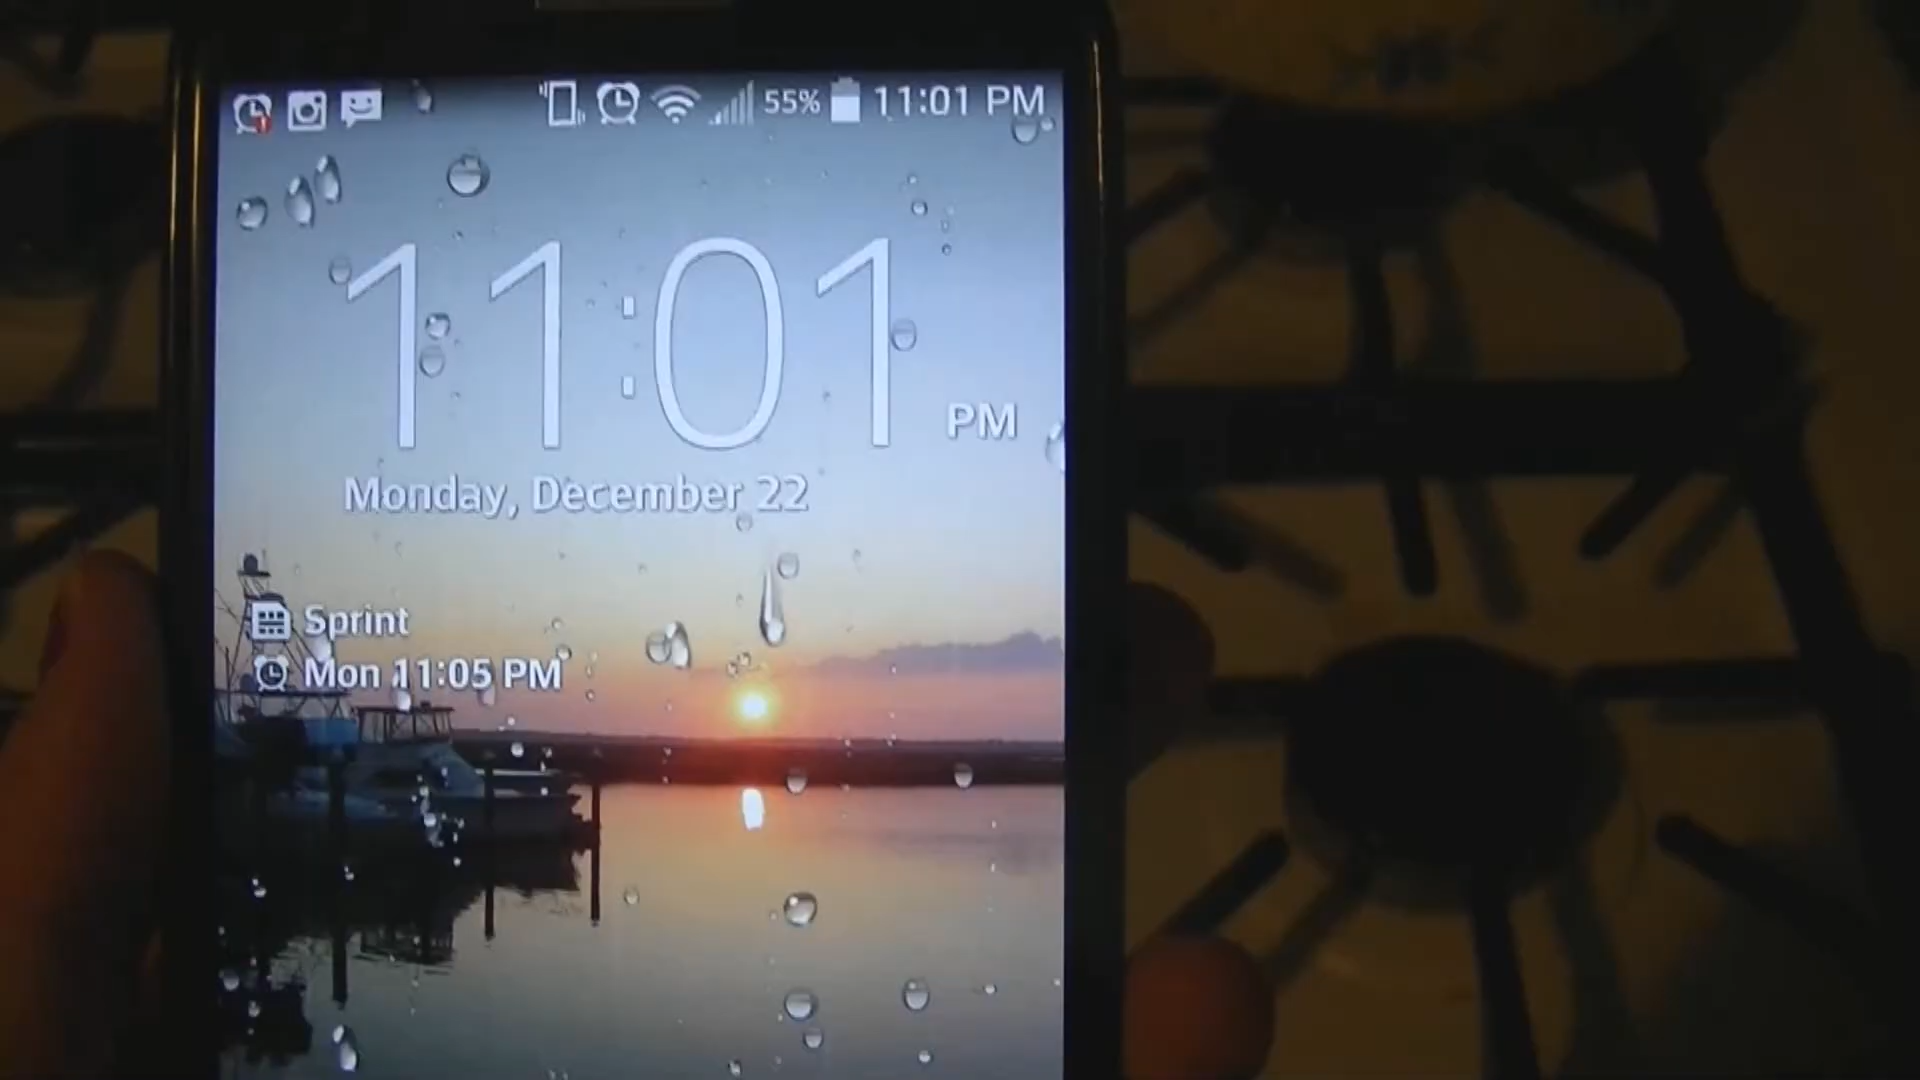 55% 11:01 PM
11:01 PM
Monday, December 22
Sprint
Mon 11:05 PM